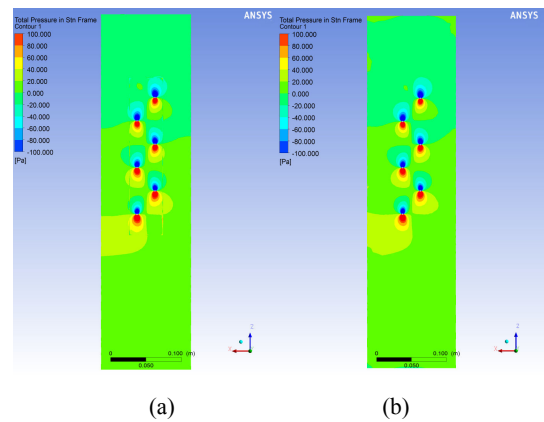 Total Pressure in Stn Frame
Contour 1
100.000
80.000
60.000
40.000
20.000
0.000
-20.000
-40.000
-60.000
-80.000
-100.000
[Pa]
ANSYS
0 0.100 (m)
0.050
X
Z
Total Pressure in Stn Frame
Contour 1
100.000
80.000
60.000
40.000
20.000
0.000
-20.000
-40.000
-60.000
-80.000
-100.000
[Pa]
ANSYS
0 0.100 (m)
0.050
X
Z
(a) (b)